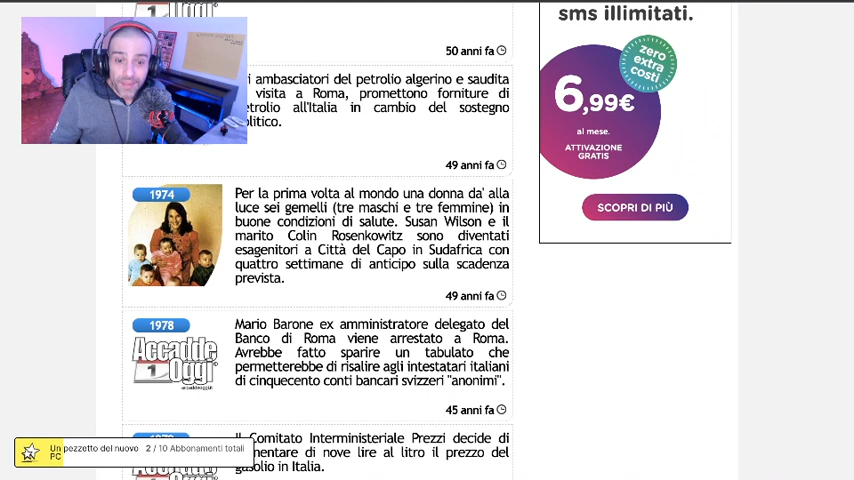 sms illimitati.
zero
extra
costi
6,99€
al mese.
ATTIVAZIONE
GRATIS
SCOPRI DI PIÙ
1
50 anni fa
ambasciatori del petrolio algerino e saudita
visita a Roma, promettono forniture di
petrolio all'Italia in cambio del sostegno
politico.
49 anni fa
1974
Per la prima volta al mondo una donna da' alla
luce sei gemelli (tre maschi e tre femmine) in
buone condizioni di salute. Susan Wilson e il
marito Colin Rosenkowitz sono diventati
esagenitori a Città del Capo in Sudafrica con
quattro settimane di anticipo sulla scadenza
prevista.
49 anni fa
1978
Accadde
1 Oggi
Mario Barone ex amministratore delegato del
Banco di Roma viene arrestato a Roma.
Avrebbe fatto sparire un tabulato che
permetterebbe di risalire agli intestatari italiani
di cinquecento conti bancari svizzeri "anonimi".
45 anni fa
Il Comitato Interministeriale Prezzi decide di
aumentare di nove lire al litro il prezzo del
gasolio in Italia.
Un pezzetto del nuovo PC
2 / 10 Abbonamenti totali